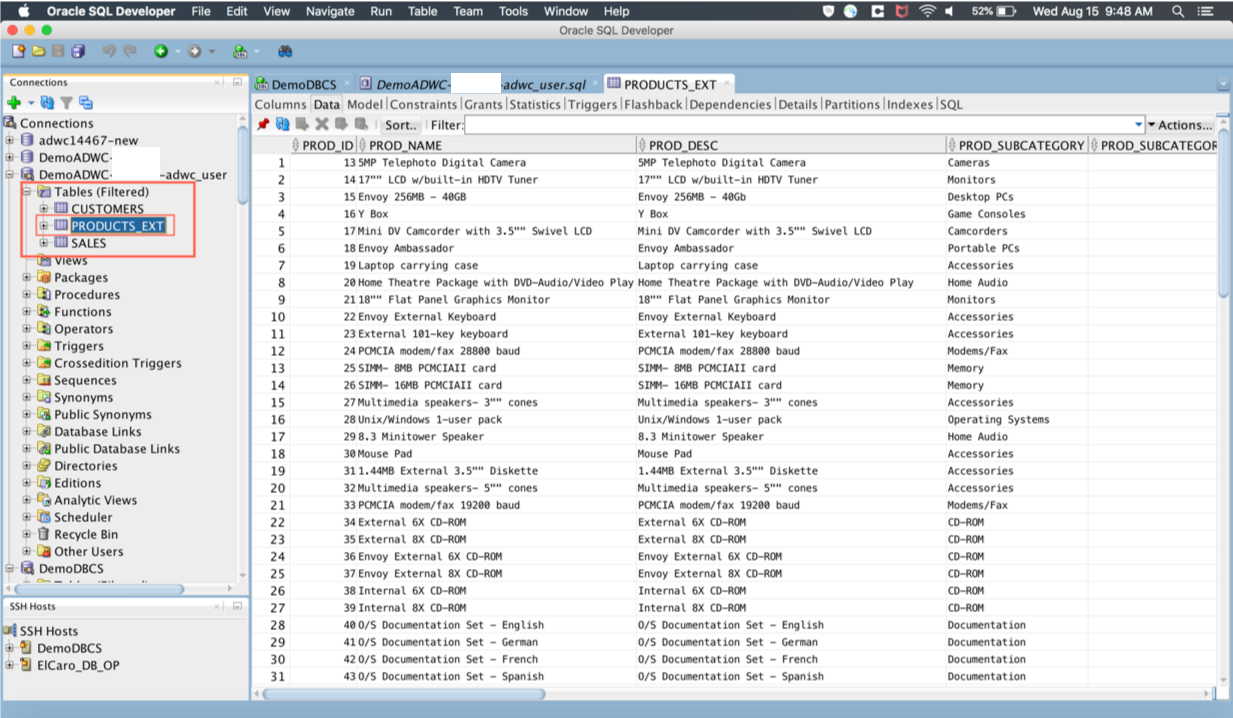 Oracle SQL Developer File Edit View Navigate Run Table Team Tools Window Help 52% Wed Aug 15 9:48 AM
Oracle SQL Developer
Connections
Connections
adwc14467-new
DemoADWC-
DemoADWC- -adwc_user
Tables (Filtered)
CUSTOMERS
PRODUCTS_EXT
SALES
Views
Packages
Procedures
Functions
Operators
Triggers
Crossedition Triggers
Sequences
Synonyms
Public Synonyms
Database Links
Public Database Links
Directories
Editions
Analytic Views
Scheduler
Recycle Bin
Other Users
DemoDBCS
SSH Hosts
SSH Hosts
DemoDBCS
ElCaro_DB_OP
DemoDBCS DemoADWC- -adwc_user.sql PRODUCTS_EXT
Columns Data Model Constraints Grants Statistics Triggers Flashback Dependencies Details Partitions Indexes SQL
Sort.. Filter: Actions...
PROD_ID PROD_NAME PROD_DESC PROD_SUBCATEGORY PROD_SUBCATEGOR
1 13 5MP Telephoto Digital Camera 5MP Telephoto Digital Camera Cameras
2 14 17"" LCD w/built-in HDTV Tuner 17"" LCD w/built-in HDTV Tuner Monitors
3 15 Envoy 256MB - 40GB Envoy 256MB - 40Gb Desktop PCs
4 16 Y Box Y Box Game Consoles
5 17 Mini DV Camcorder with 3.5"" Swivel LCD Mini DV Camcorder with 3.5"" Swivel LCD Camcorders
6 18 Envoy Ambassador Envoy Ambassador Portable PCs
7 19 Laptop carrying case Laptop carrying case Accessories
8 20 Home Theatre Package with DVD-Audio/Video Play Home Theatre Package with DVD-Audio/Video Play Home Audio
9 21 18"" Flat Panel Graphics Monitor 18"" Flat Panel Graphics Monitor Monitors
10 22 Envoy External Keyboard Envoy External Keyboard Accessories
11 23 External 101-key keyboard External 101-key keyboard Accessories
12 24 PCMCIA modem/fax 28800 baud PCMCIA modem/fax 28800 baud Modems/Fax
13 25 SIMM- 8MB PCMCIAII card SIMM- 8MB PCMCIAII card Memory
14 26 SIMM- 16MB PCMCIAII card SIMM- 16MB PCMCIAII card Memory
15 27 Multimedia speakers- 3"" cones Multimedia speakers- 3"" cones Accessories
16 28 Unix/Windows 1-user pack Unix/Windows 1-user pack Operating Systems
17 29 8.3 Minitower Speaker 8.3 Minitower Speaker Home Audio
18 30 Mouse Pad Mouse Pad Accessories
19 31 1.44MB External 3.5"" Diskette 1.44MB External 3.5"" Diskette Accessories
20 32 Multimedia speakers- 5"" cones Multimedia speakers- 5"" cones Accessories
21 33 PCMCIA modem/fax 19200 baud PCMCIA modem/fax 19200 baud Modems/Fax
22 34 External 6X CD-ROM External 6X CD-ROM CD-ROM
23 35 External 8X CD-ROM External 8X CD-ROM CD-ROM
24 36 Envoy External 6X CD-ROM Envoy External 6X CD-ROM CD-ROM
25 37 Envoy External 8X CD-ROM Envoy External 8X CD-ROM CD-ROM
26 38 Internal 6X CD-ROM Internal 6X CD-ROM CD-ROM
27 39 Internal 8X CD-ROM Internal 8X CD-ROM CD-ROM
28 40 O/S Documentation Set - English O/S Documentation Set - English Documentation
29 41 O/S Documentation Set - German O/S Documentation Set - German Documentation
30 42 O/S Documentation Set - French O/S Documentation Set - French Documentation
31 43 O/S Documentation Set - Spanish O/S Documentation Set - Spanish Documentation